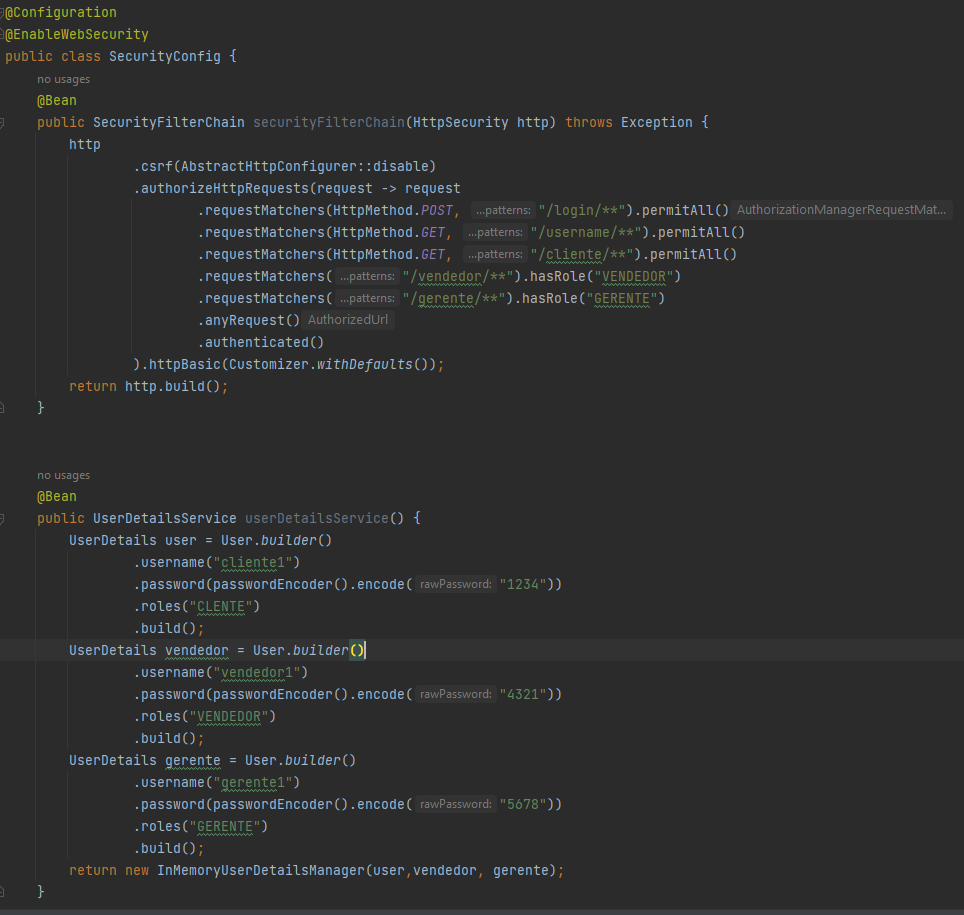 @Configuration
@EnableWebSecurity
public class SecurityConfig {
no usages
@Bean
public SecurityFilterChain securityFilterChain(HttpSecurity http) throws Exception {
http
.csrf(AbstractHttpConfigurer::disable)
.authorizeHttpRequests(request -> request
.requestMatchers(HttpMethod.POST, ...patterns: "/login/**").permitAll() AuthorizationManagerRequestMat...
.requestMatchers(HttpMethod.GET, ...patterns: "/username/**").permitAll()
.requestMatchers(HttpMethod.GET, ...patterns: "/cliente/**").permitAll()
.requestMatchers( ...patterns: "/vendedor/**").hasRole("VENDEDOR")
.requestMatchers( ...patterns: "/gerente/**").hasRole("GERENTE")
.anyRequest() AuthorizedUrl
.authenticated()
).httpBasic(Customizer.withDefaults());
return http.build();
}
no usages
@Bean
public UserDetailsService userDetailsService() {
UserDetails user = User.builder()
.username("cliente1")
.password(passwordEncoder().encode( rawPassword: "1234"))
.roles("CLENTE")
.build();
UserDetails vendedor = User.builder()
.username("vendedor1")
.password(passwordEncoder().encode( rawPassword: "4321"))
.roles("VENDEDOR")
.build();
UserDetails gerente = User.builder()
.username("gerente1")
.password(passwordEncoder().encode( rawPassword: "5678"))
.roles("GERENTE")
.build();
return new InMemoryUserDetailsManager(user,vendedor, gerente);
}